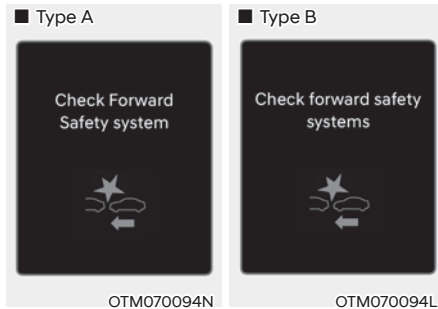 ■ Type A
Check Forward
Safety system
OTM070094N
■ Type B
Check forward safety
systems
OTM070094L